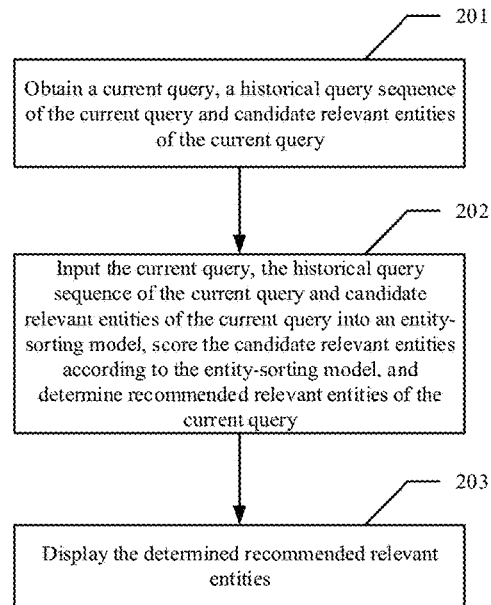 201
Obtain a current query, a historical query sequence
of the current query and candidate relevant entities
of the current query
202
Input the current query, the historical query
sequence of the current query and candidate
relevant entities of the current query into an entity-
sorting model, score the candidate relevant entities
according to the entity-sorting model, and
determine recommended relevant entities of the
current query
203
Display the determined recommended relevant
entities